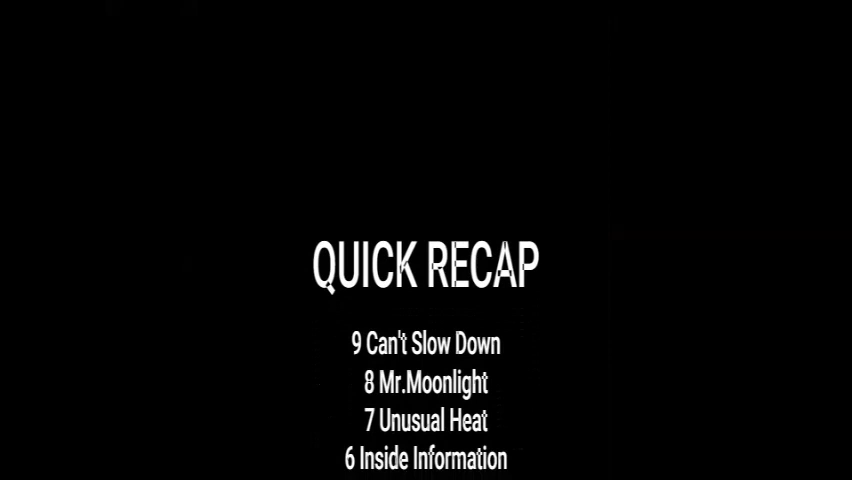 QUICK RECAP
9 Can't Slow Down
8 Mr.Moonlight
7 Unusual Heat
6 Inside Information